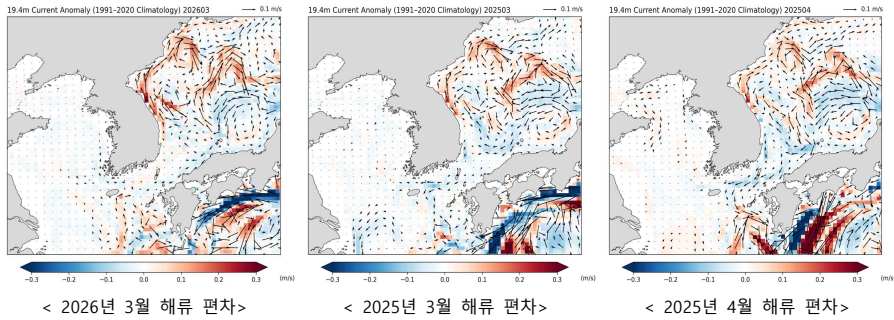 19.4m Current Anomaly (1991–2020 Climatology) 202603
0.1 m/s
19.4m Current Anomaly (1991–2020 Climatology) 202503
0.1 m/s
19.4m Current Anomaly (1991–2020 Climatology) 202504
0.1 m/s
−0.3 −0.2 −0.1 0.0 0.1 0.2 0.3 (m/s)
−0.3 −0.2 −0.1 0.0 0.1 0.2 0.3 (m/s)
−0.3 −0.2 −0.1 0.0 0.1 0.2 0.3 (m/s)
< 2026년 3월 해류 편차>
< 2025년 3월 해류 편차>
< 2025년 4월 해류 편차>